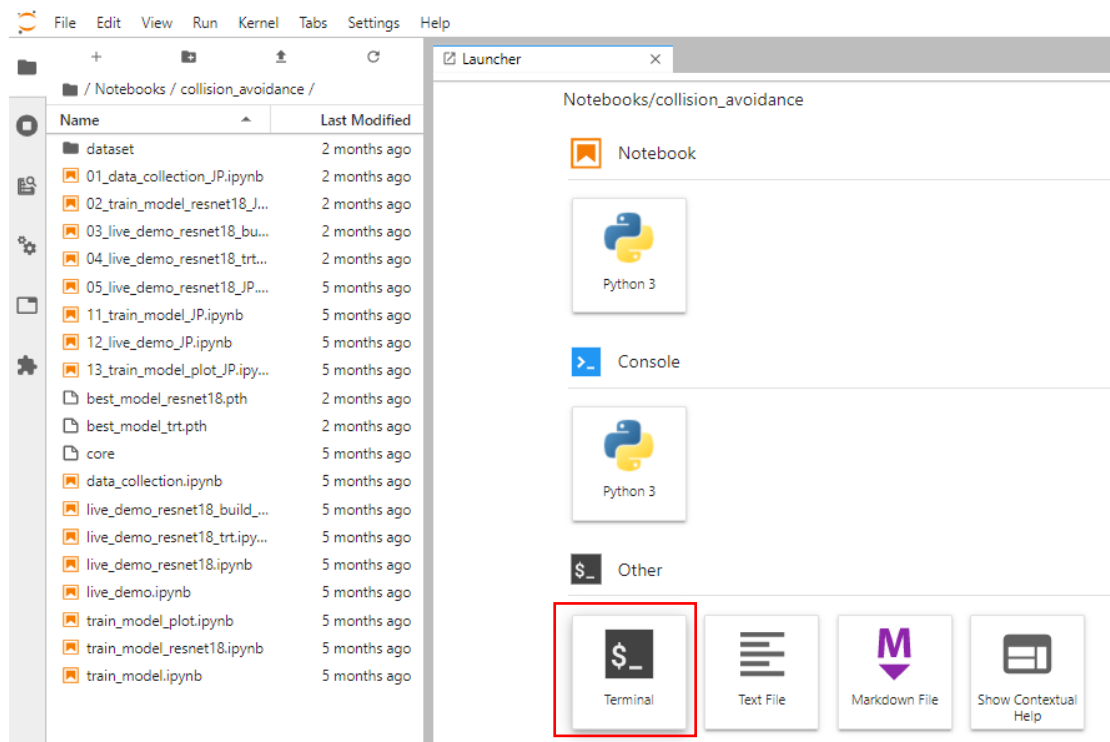 File Edit View Run Kernel Tabs Settings Help
/ Notebooks / collision_avoidance /
Name Last Modified
dataset 2 months ago
01_data_collection_JP.ipynb 2 months ago
02_train_model_resnet18_J... 2 months ago
03_live_demo_resnet18_bu... 2 months ago
04_live_demo_resnet18_trt... 2 months ago
05_live_demo_resnet18_JP.... 5 months ago
11_train_model_JP.ipynb 5 months ago
12_live_demo_JP.ipynb 5 months ago
13_train_model_plot_JP.ipy... 5 months ago
best_model_resnet18.pth 2 months ago
best_model_trt.pth 2 months ago
core 5 months ago
data_collection.ipynb 5 months ago
live_demo_resnet18_build_... 5 months ago
live_demo_resnet18_trt.ipy... 5 months ago
live_demo_resnet18.ipynb 5 months ago
live_demo.ipynb 5 months ago
train_model_plot.ipynb 5 months ago
train_model_resnet18.ipynb 5 months ago
train_model.ipynb 5 months ago
Launcher
Notebooks/collision_avoidance
Notebook
Python 3
Console
Python 3
$_ Other
$_
Terminal
Text File
M
Markdown File
Show Contextual
Help